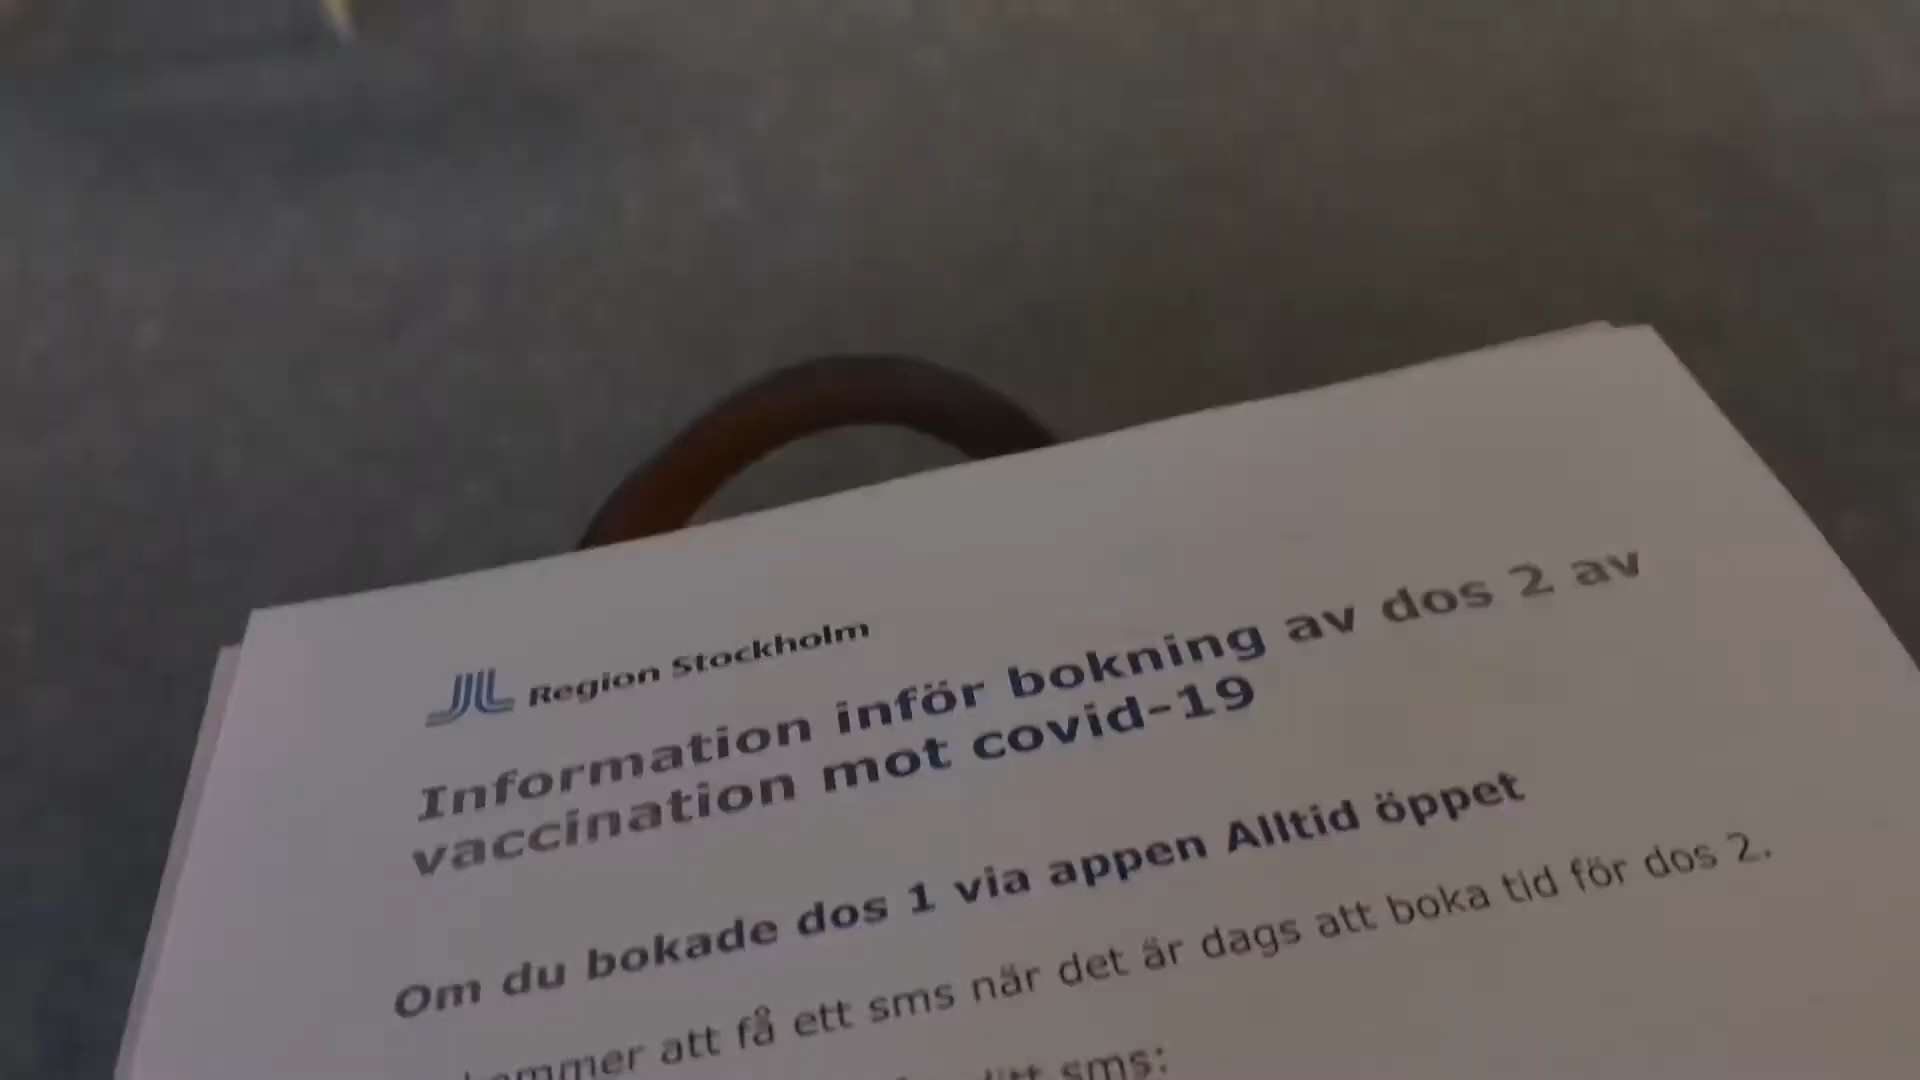 Region Stockholm
Information inför bokning av dos 2 av
vaccination mot covid-19
Om du bokade dos 1 via appen Alltid öppet
att få ett sms när det är dags att boka tid för dos 2.
sms: